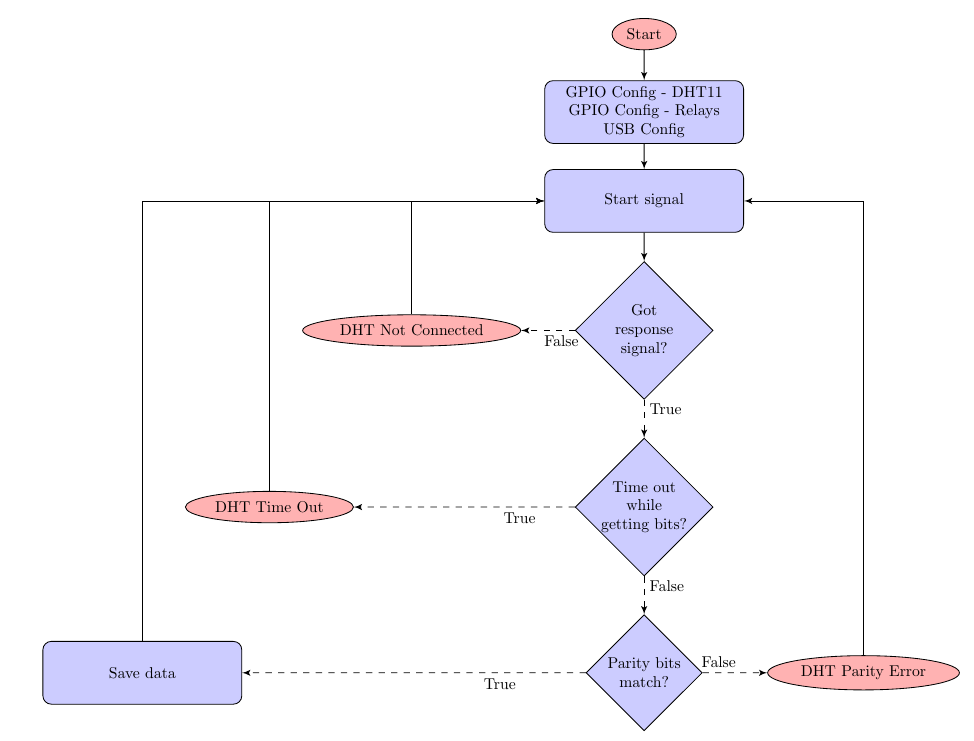 Start
GPIO Config - DHT11
GPIO Config - Relays
USB Config
Start signal
Got
response
signal?
DHT Not Connected
False
True
Time out
while
getting bits?
DHT Time Out
True
False
Parity bits
match?
False
DHT Parity Error
Save data
True